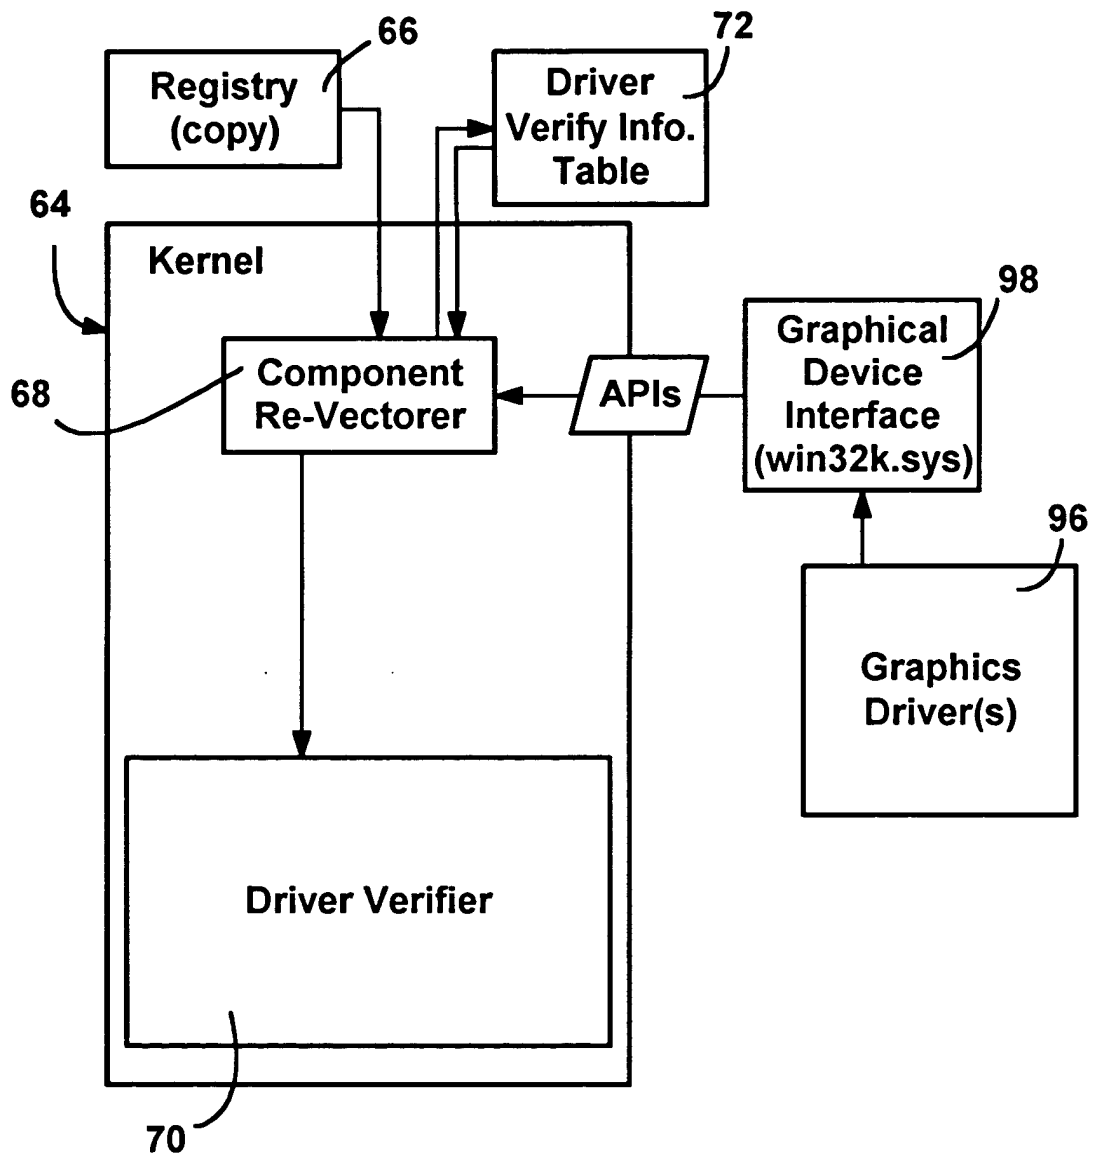 66
72
Registry
(copy)
Driver
Verify Info.
Table
64
Kernel
98
Graphical
Device
Interface
(win32k.sys)
68
Component
Re-Vectorer
APIs
96
Graphics
Driver(s)
Driver Verifier
70